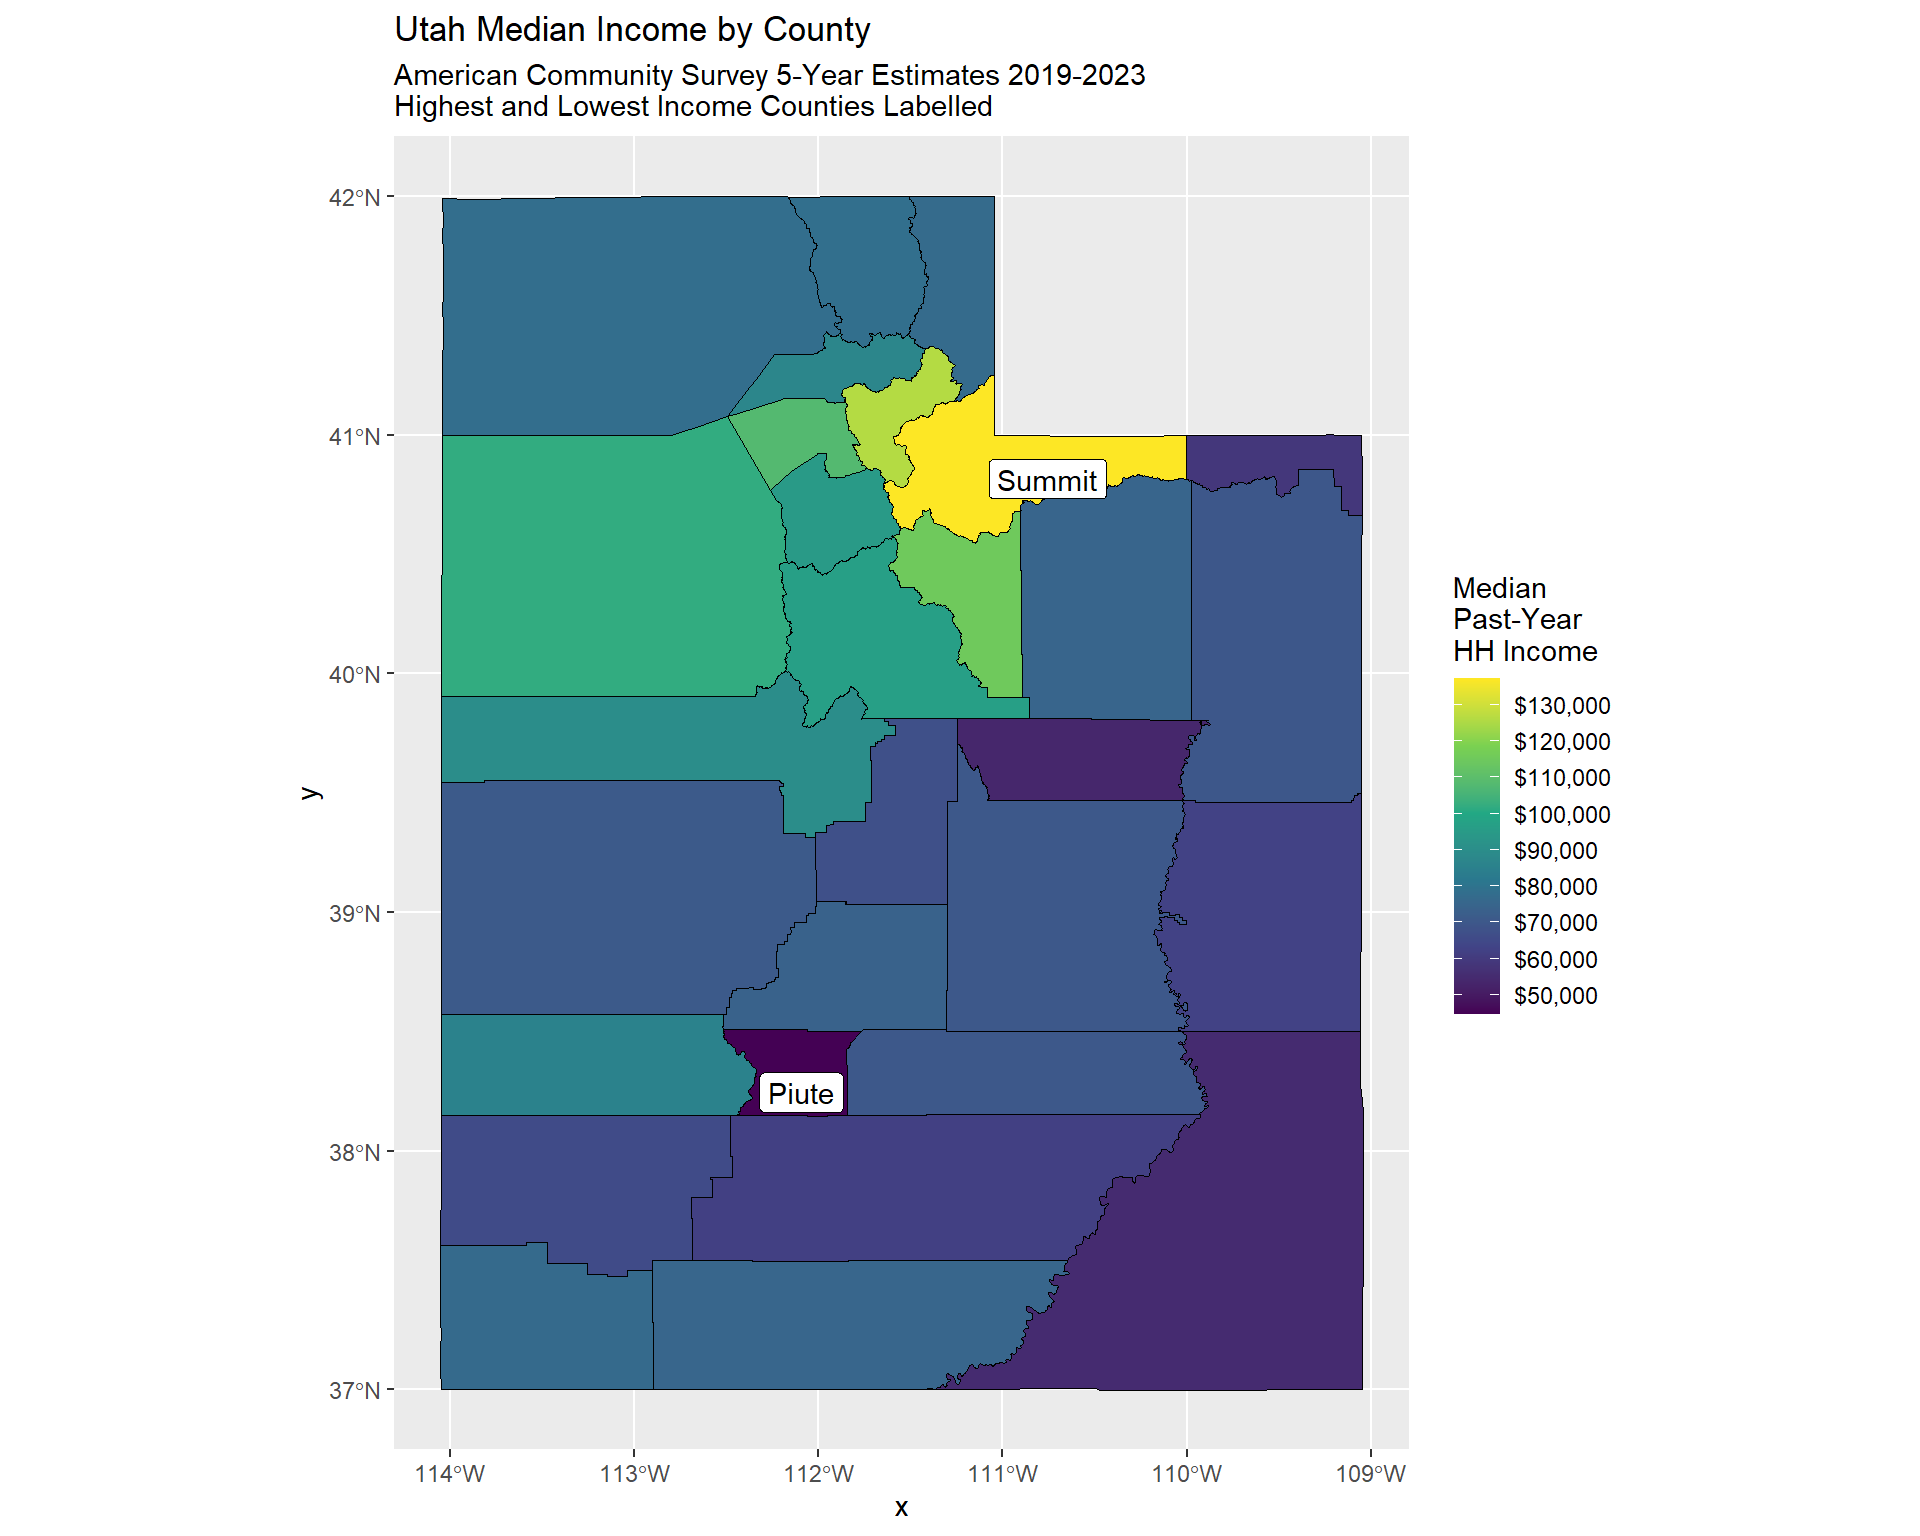 Utah Median Income by County
American Community Survey 5-Year Estimates 2019-2023
Highest and Lowest Income Counties Labelled
42°N
41°N
40°N
39°N
38°N
37°N
y
Summit
Piute
114°W
113°W
112°W
111°W
110°W
109°W
x
Median
Past-Year
HH Income
$130,000
$120,000
$110,000
$100,000
$90,000
$80,000
$70,000
$60,000
$50,000